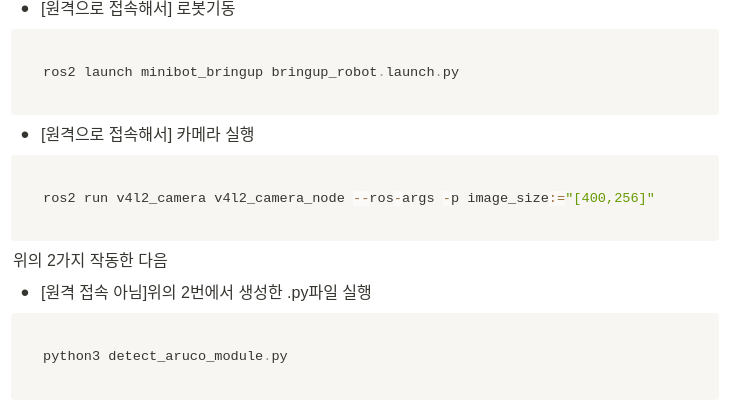 [원격으로 접속해서] 로봇기동
ros2 launch minibot_bringup bringup_robot.launch.py
[원격으로 접속해서] 카메라 실행
ros2 run v4l2_camera v4l2_camera_node --ros-args -p image_size:="[400,256]"
위의 2가지 작동한 다음
[원격 접속 아님]위의 2번에서 생성한 .py파일 실행
python3 detect_aruco_module.py